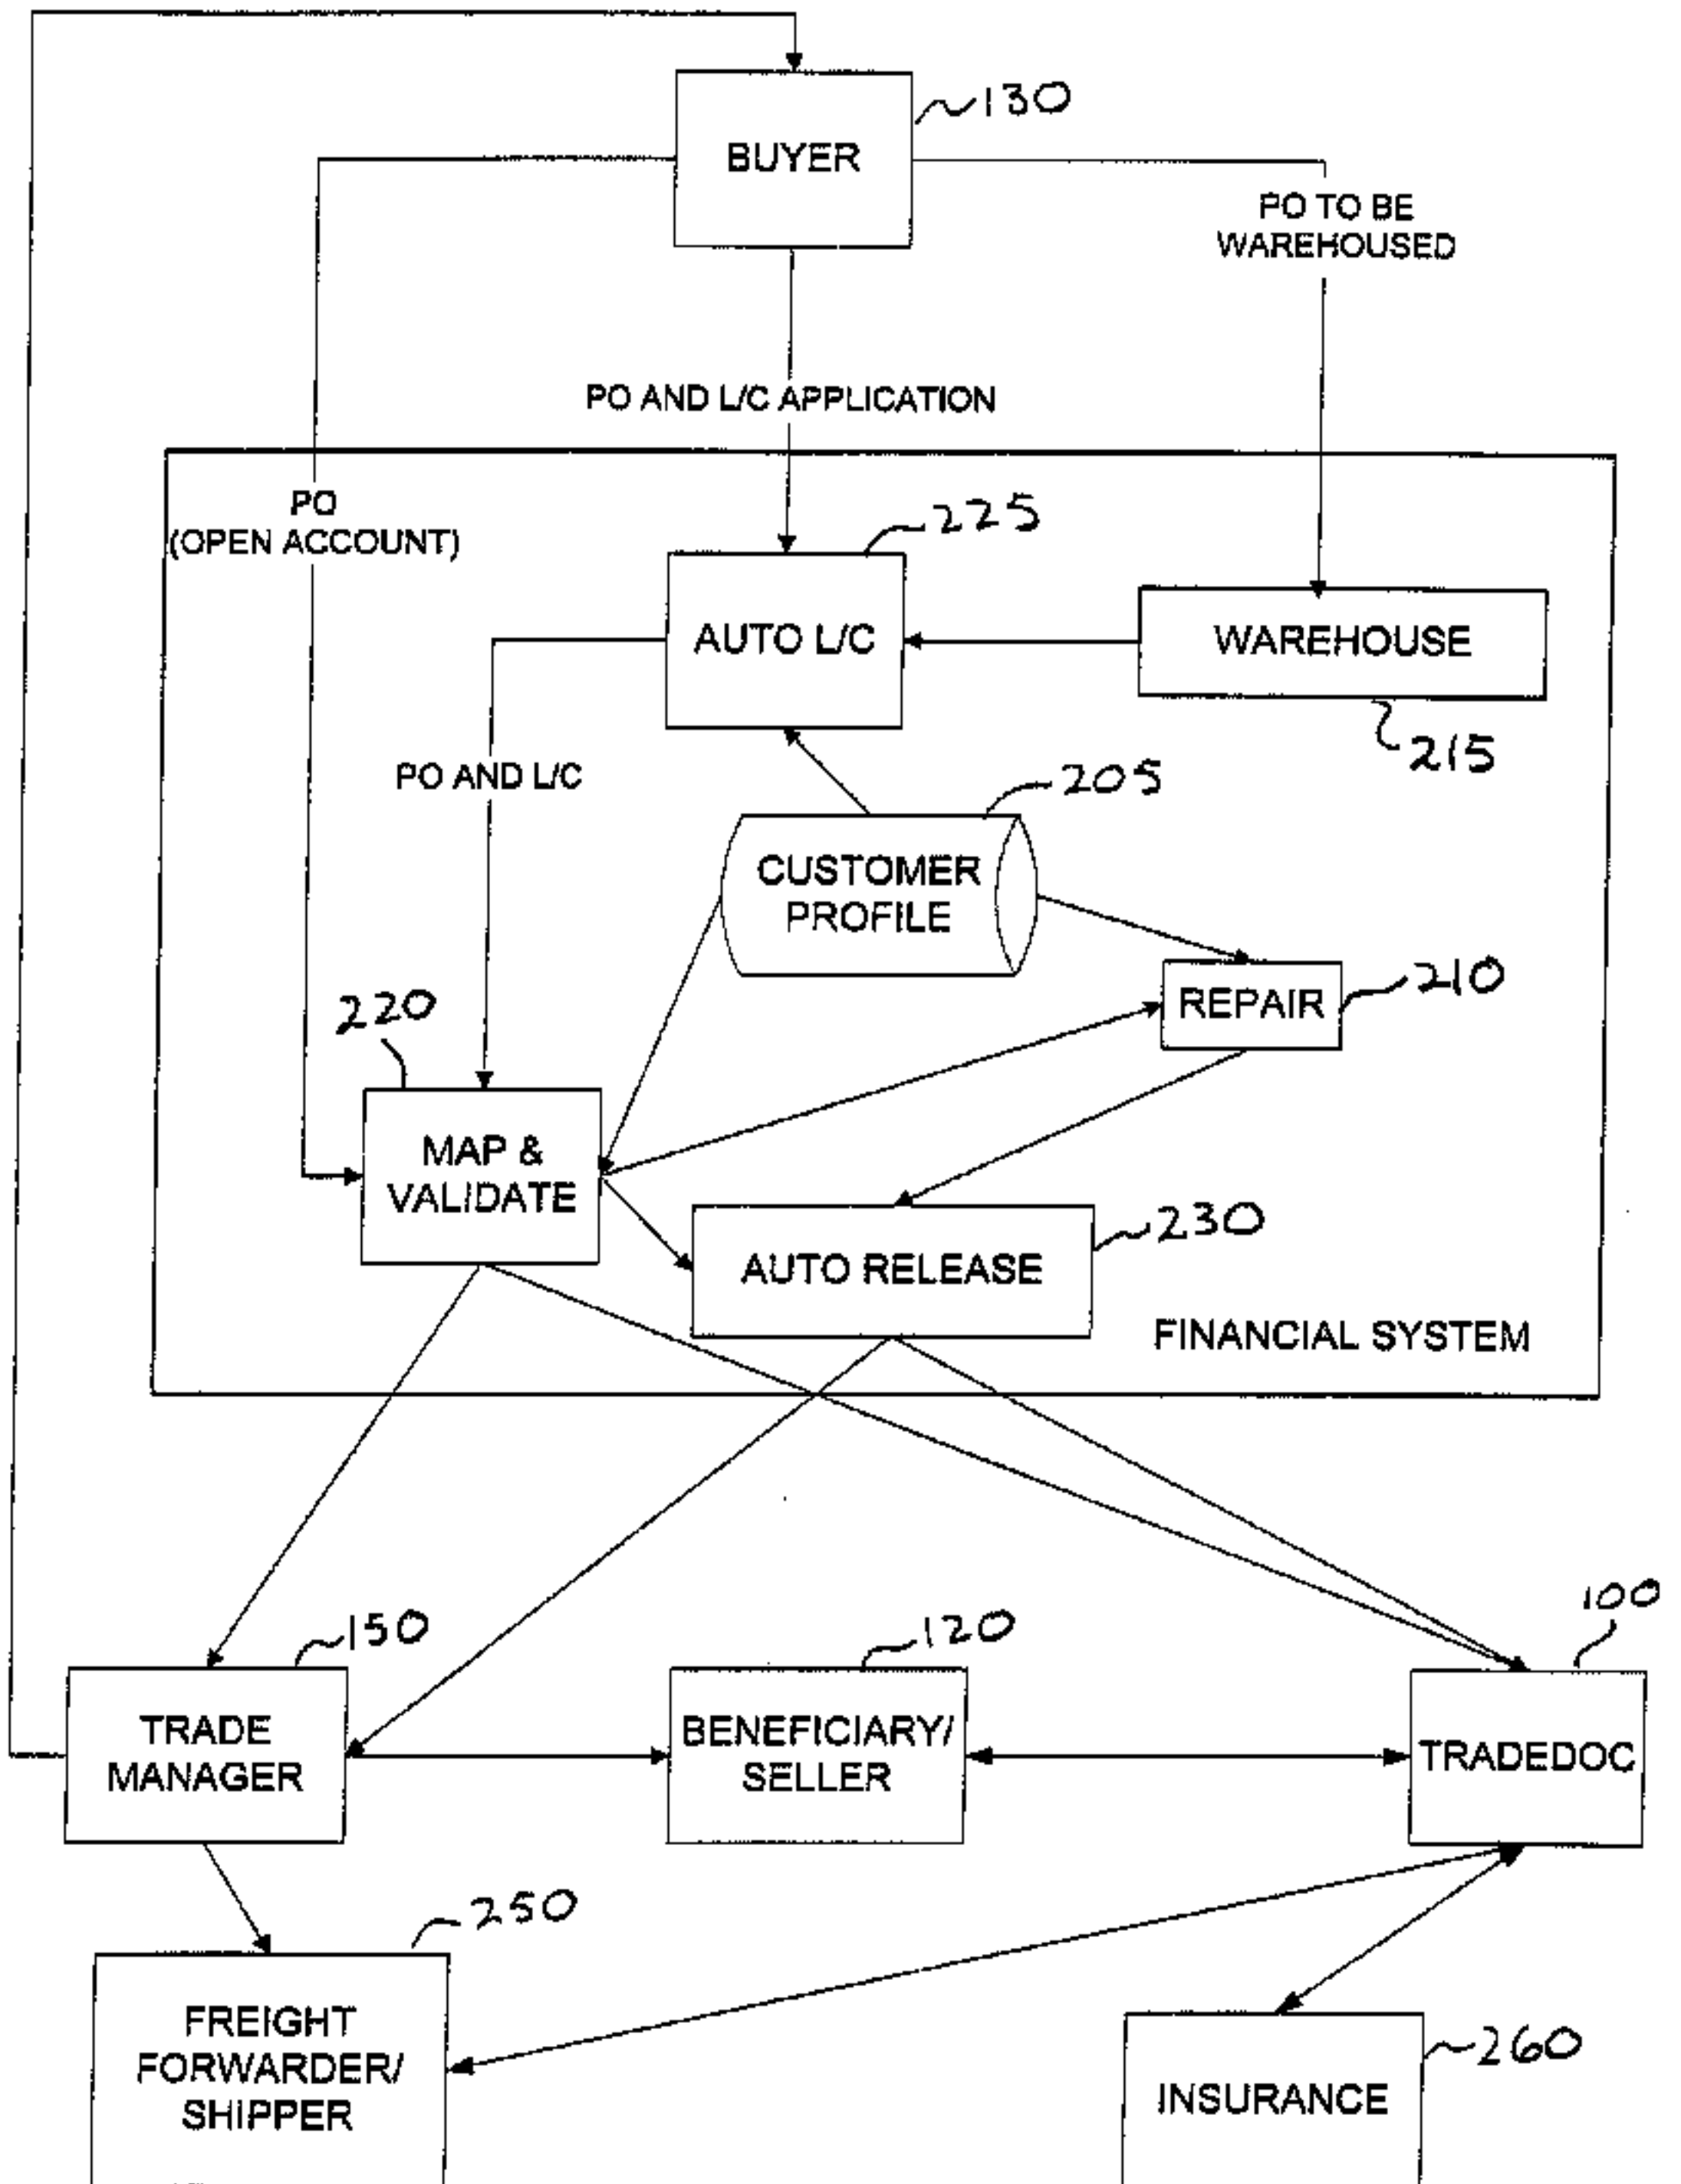 130
BUYER
PO TO BE
WAREHOUSED
PO AND L/C APPLICATION
PO
(OPEN ACCOUNT)
225
AUTO L/C
WAREHOUSE
215
PO AND L/C
205
CUSTOMER
PROFILE
210
REPAIR
220
MAP &
VALIDATE
230
AUTO RELEASE
FINANCIAL SYSTEM
150
120
100
TRADE
MANAGER
BENEFICIARY/
SELLER
TRADEDOC
250
FREIGHT
FORWARDER/
SHIPPER
260
INSURANCE